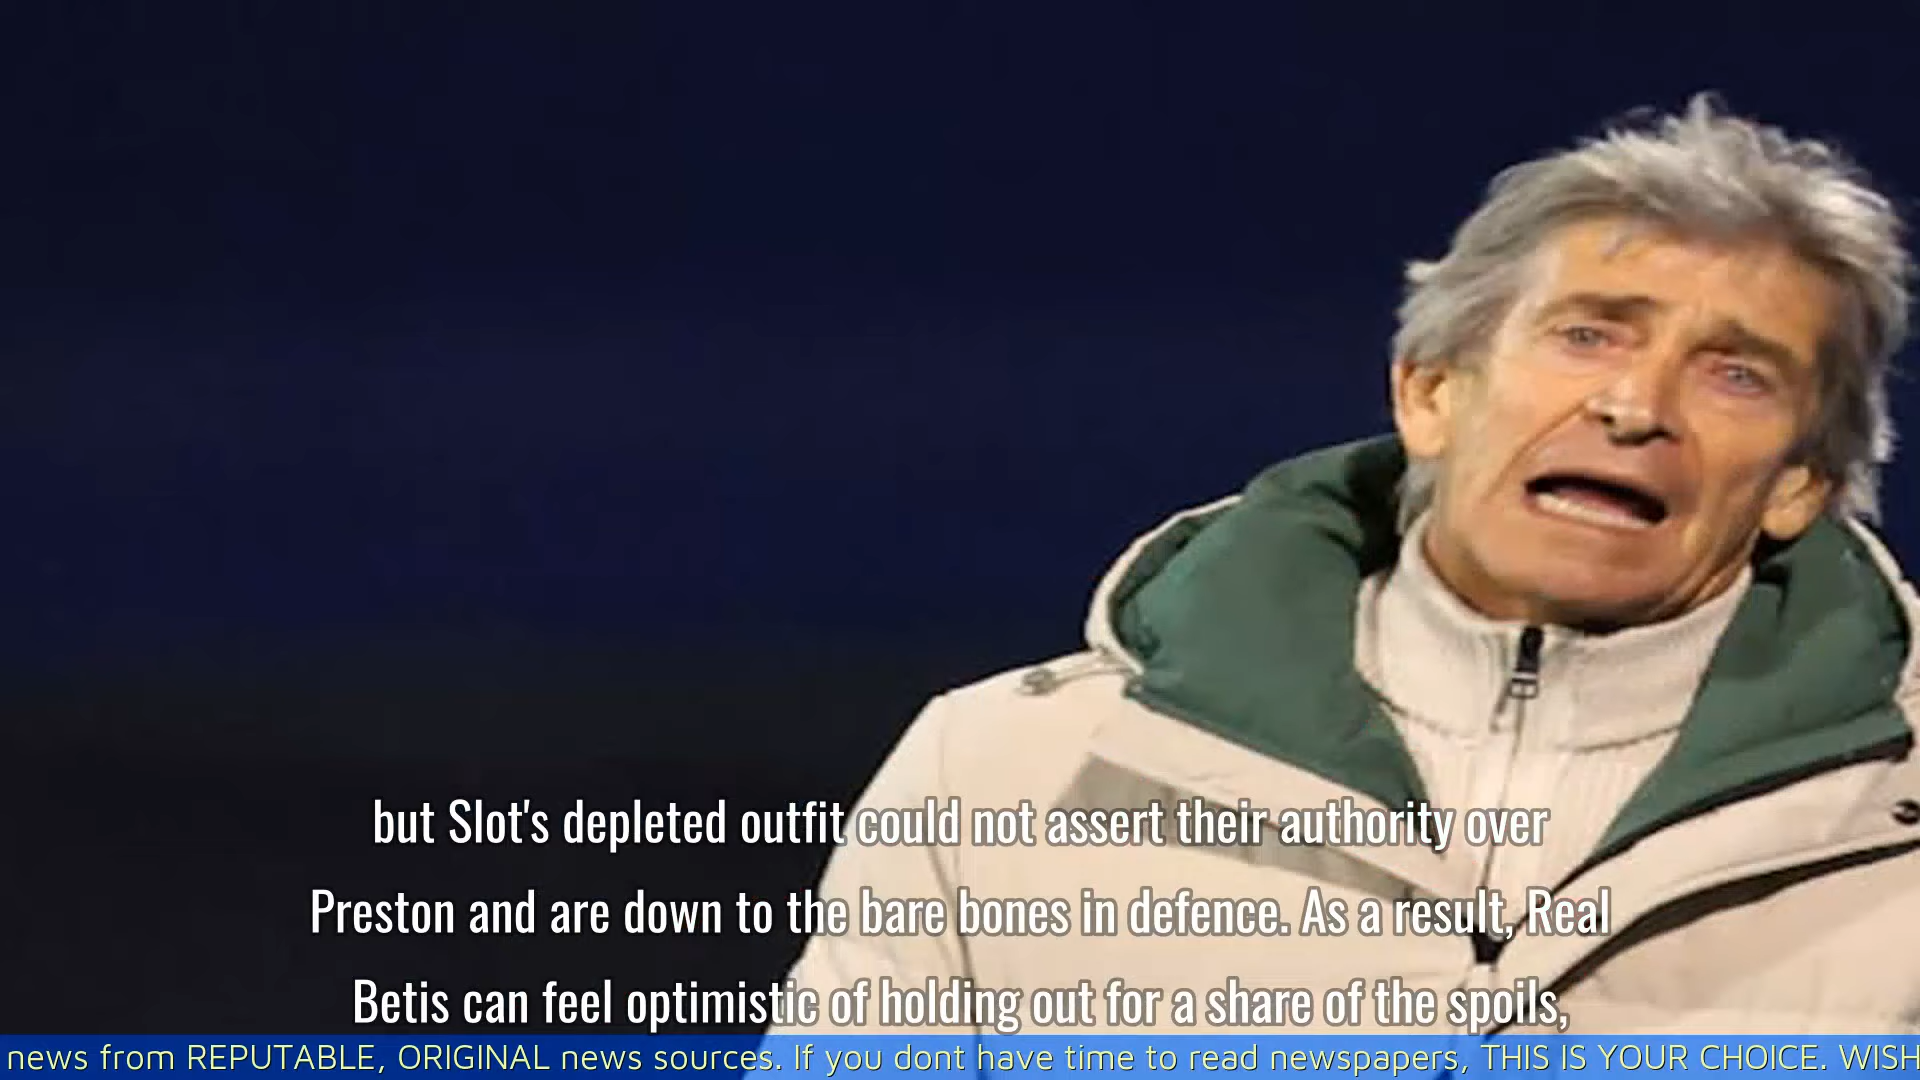 but Slot's depleted outfit could not assert their authority over
Preston and are down to the bare bones in defence. As a result, Real
Betis can feel optimistic of holding out for a share of the spoils,
news from REPUTABLE, ORIGINAL news sources. If you dont have time to read newspapers, THIS IS YOUR CHOICE. WISH